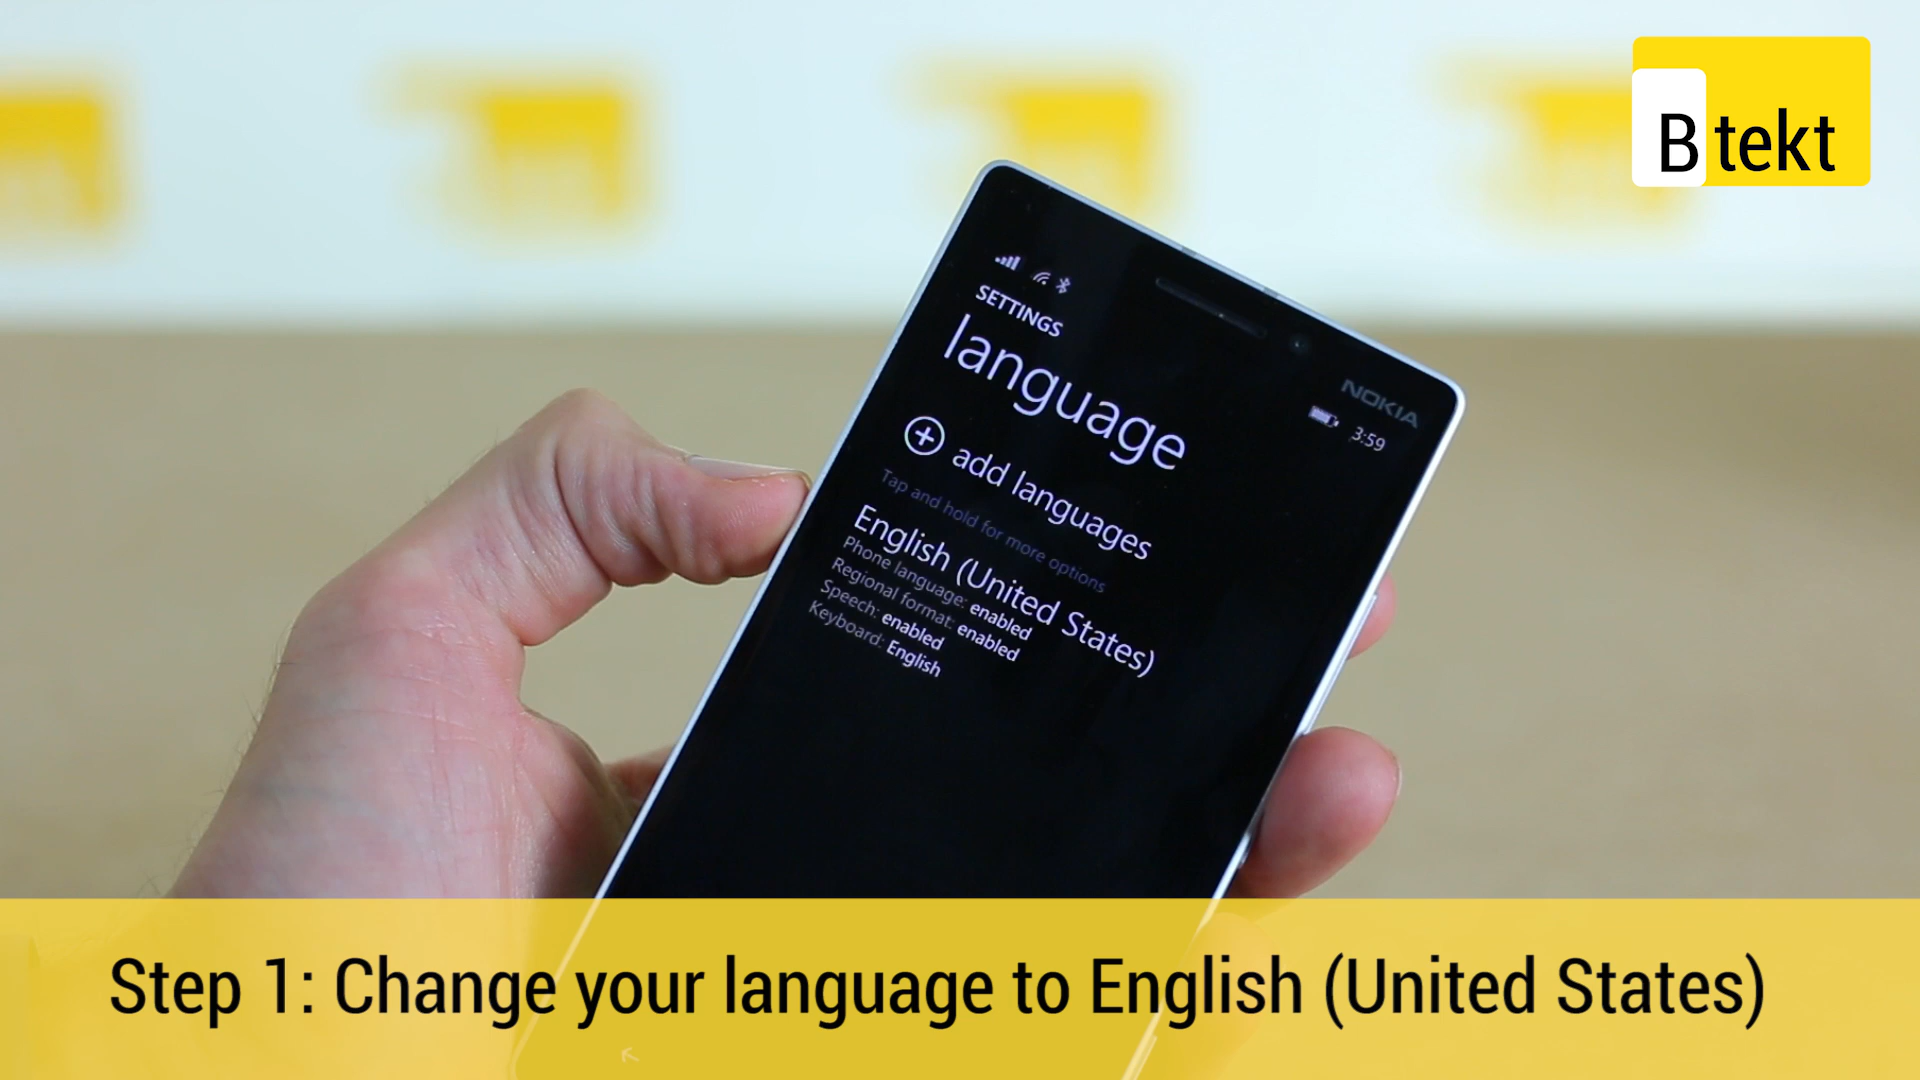 B tekt
NOKIA
3:59
SETTINGS
language
add languages
Tap and hold for more options
English (United States)
Phone language: enabled
Regional format: enabled
Speech: enabled
Keyboard: English
Step 1: Change your language to English (United States)